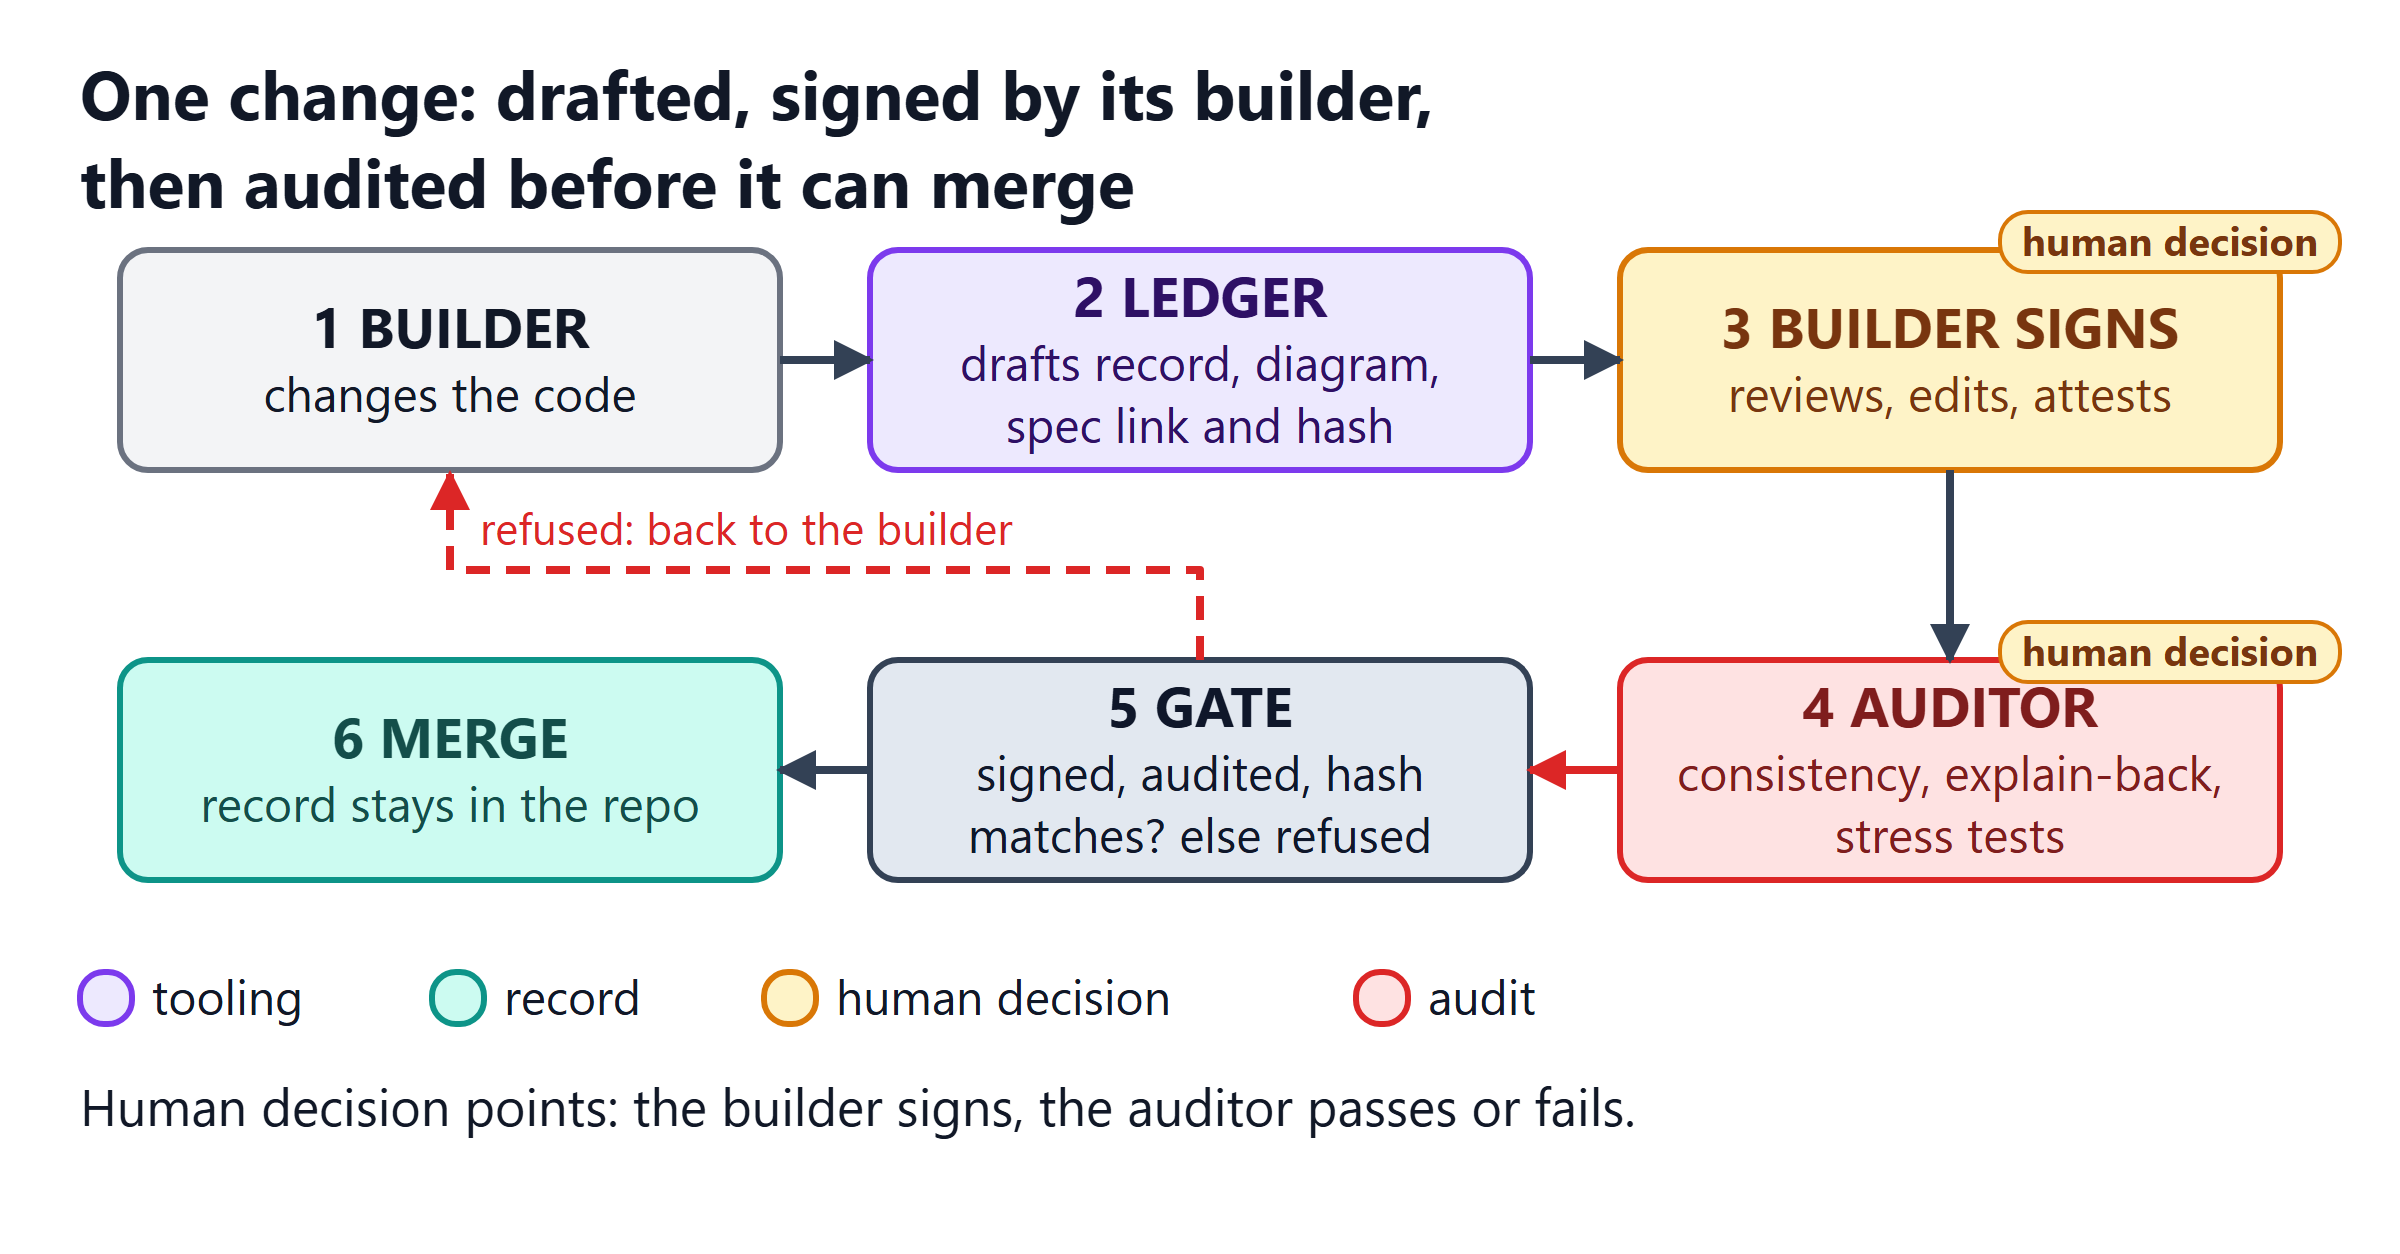 One change: drafted, signed by its builder,
then audited before it can merge
human decision
1 BUILDER
changes the code
2 LEDGER
drafts record, diagram,
spec link and hash
3 BUILDER SIGNS
reviews, edits, attests
refused: back to the builder
human decision
6 MERGE
record stays in the repo
5 GATE
signed, audited, hash
matches? else refused
4 AUDITOR
consistency, explain-back,
stress tests
tooling
record
human decision
audit
Human decision points: the builder signs, the auditor passes or fails.